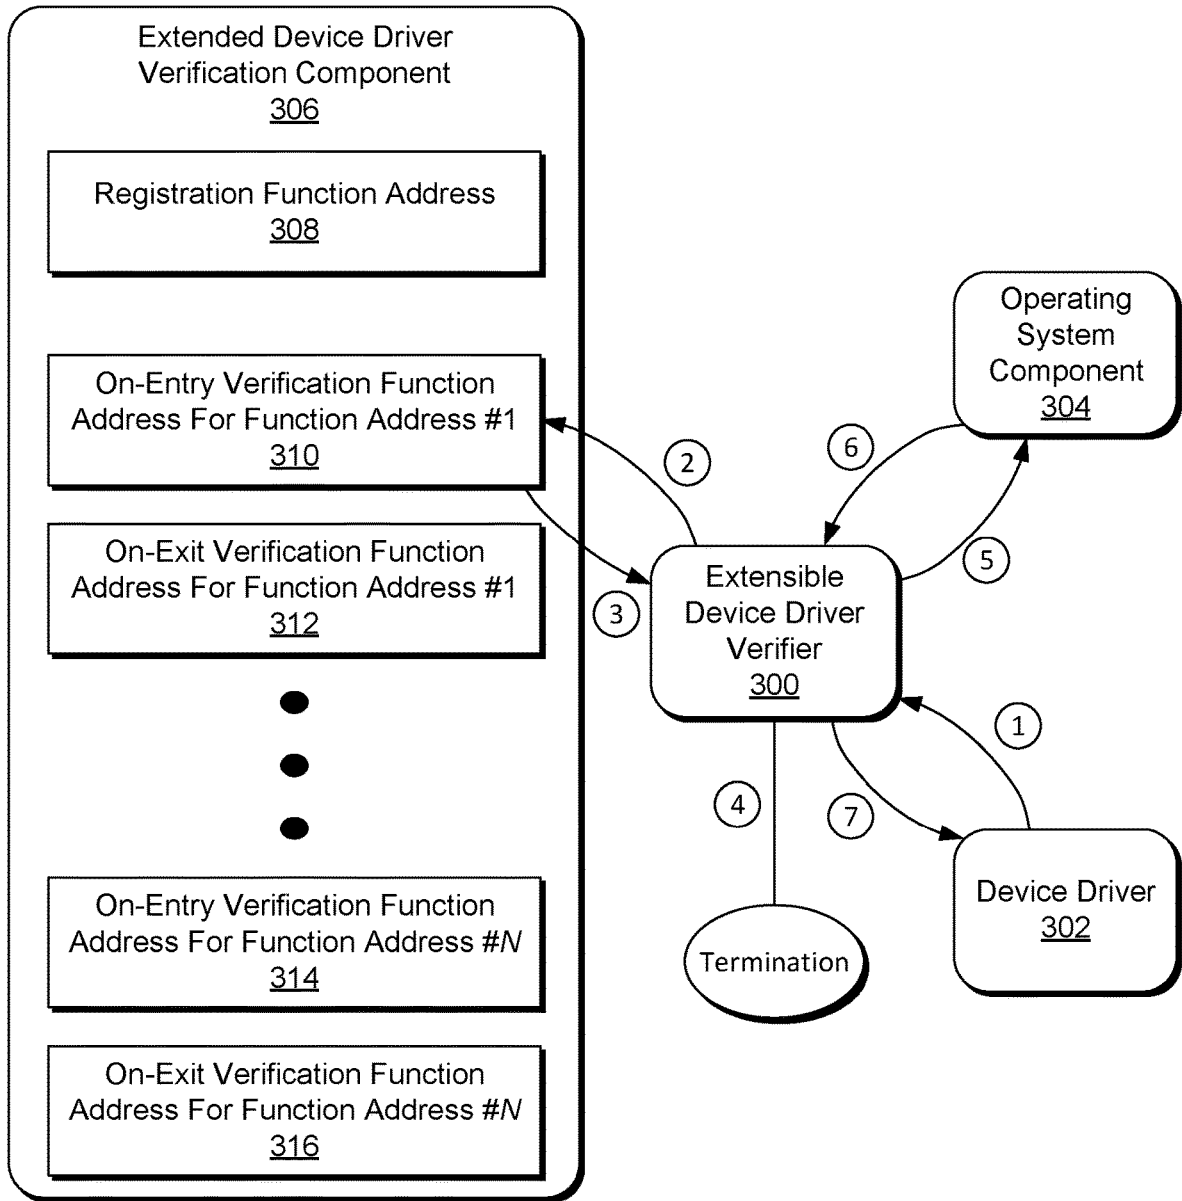 Extended Device Driver
Verification Component
306
Registration Function Address
308
On-Entry Verification Function
Address For Function Address #1
310
On-Exit Verification Function
Address For Function Address #1
312
On-Entry Verification Function
Address For Function Address #N
314
On-Exit Verification Function
Address For Function Address #N
316
2
3
Extensible
Device Driver
Verifier
300
Operating
System
Component
304
6
5
1
4
7
Termination
Device Driver
302